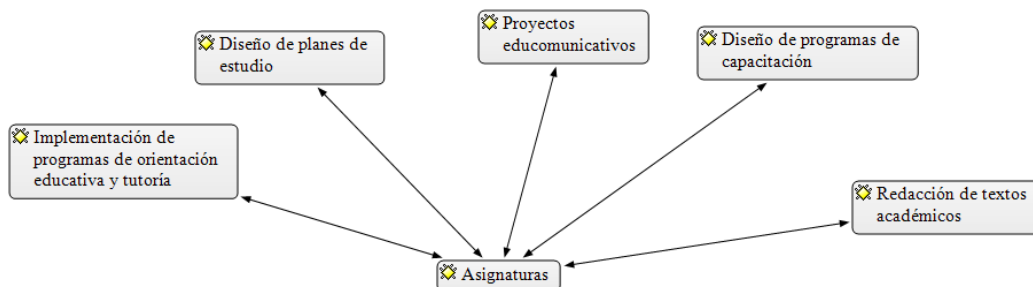 Proyectos
educomunicativos
Diseño de planes de
estudio
Diseño de programas de
capacitación
Implementación de
programas de orientación
educativa y tutoría
Redacción de textos
académicos
Asignaturas